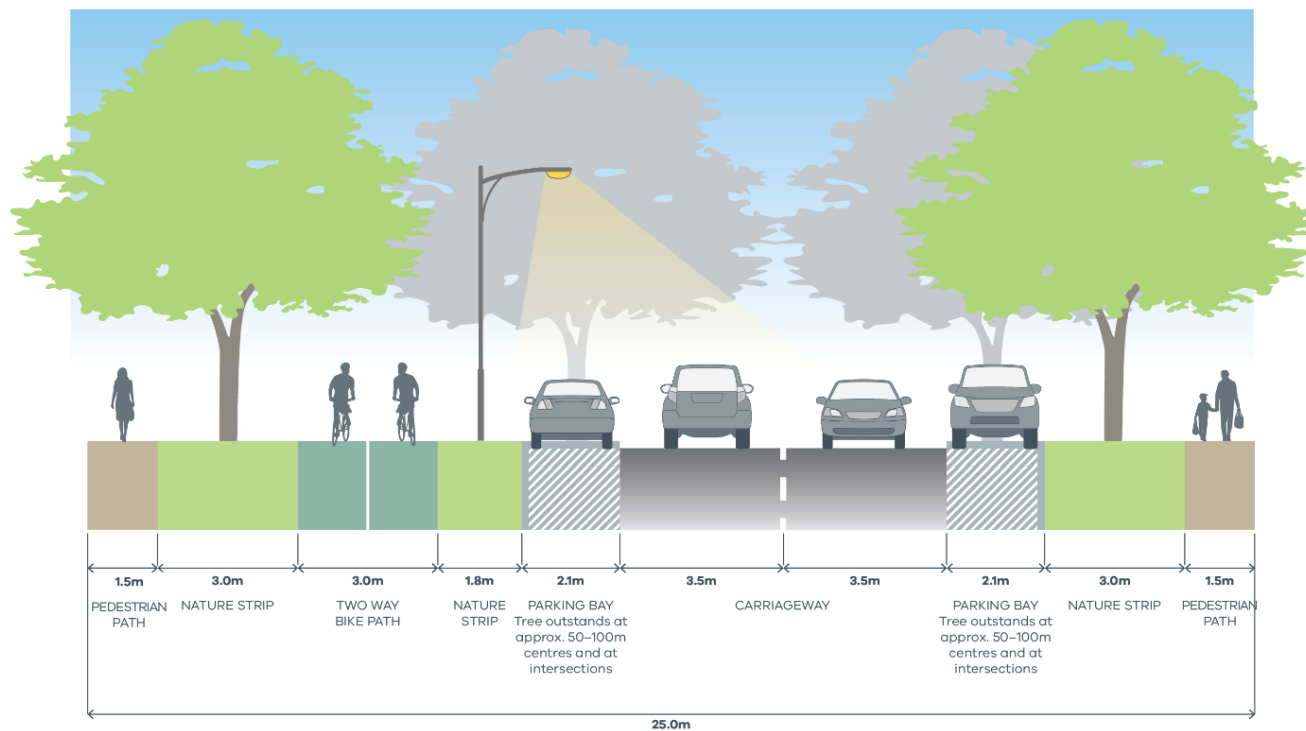 1.5m
3.0m
3.0m
1.8m
2.1m
3.5m
3.5m
2.1m
3.0m
1.5m
PEDESTRIAN
PATH
NATURE STRIP
TWO WAY
BIKE PATH
NATURE
STRIP
PARKING BAY
Tree outstands at
approx. 50–100m
centres and at
intersections
CARRIAGEWAY
PARKING BAY
Tree outstands at
approx. 50–100m
centres and at
intersections
NATURE STRIP
PEDESTRIAN
PATH
25.0m